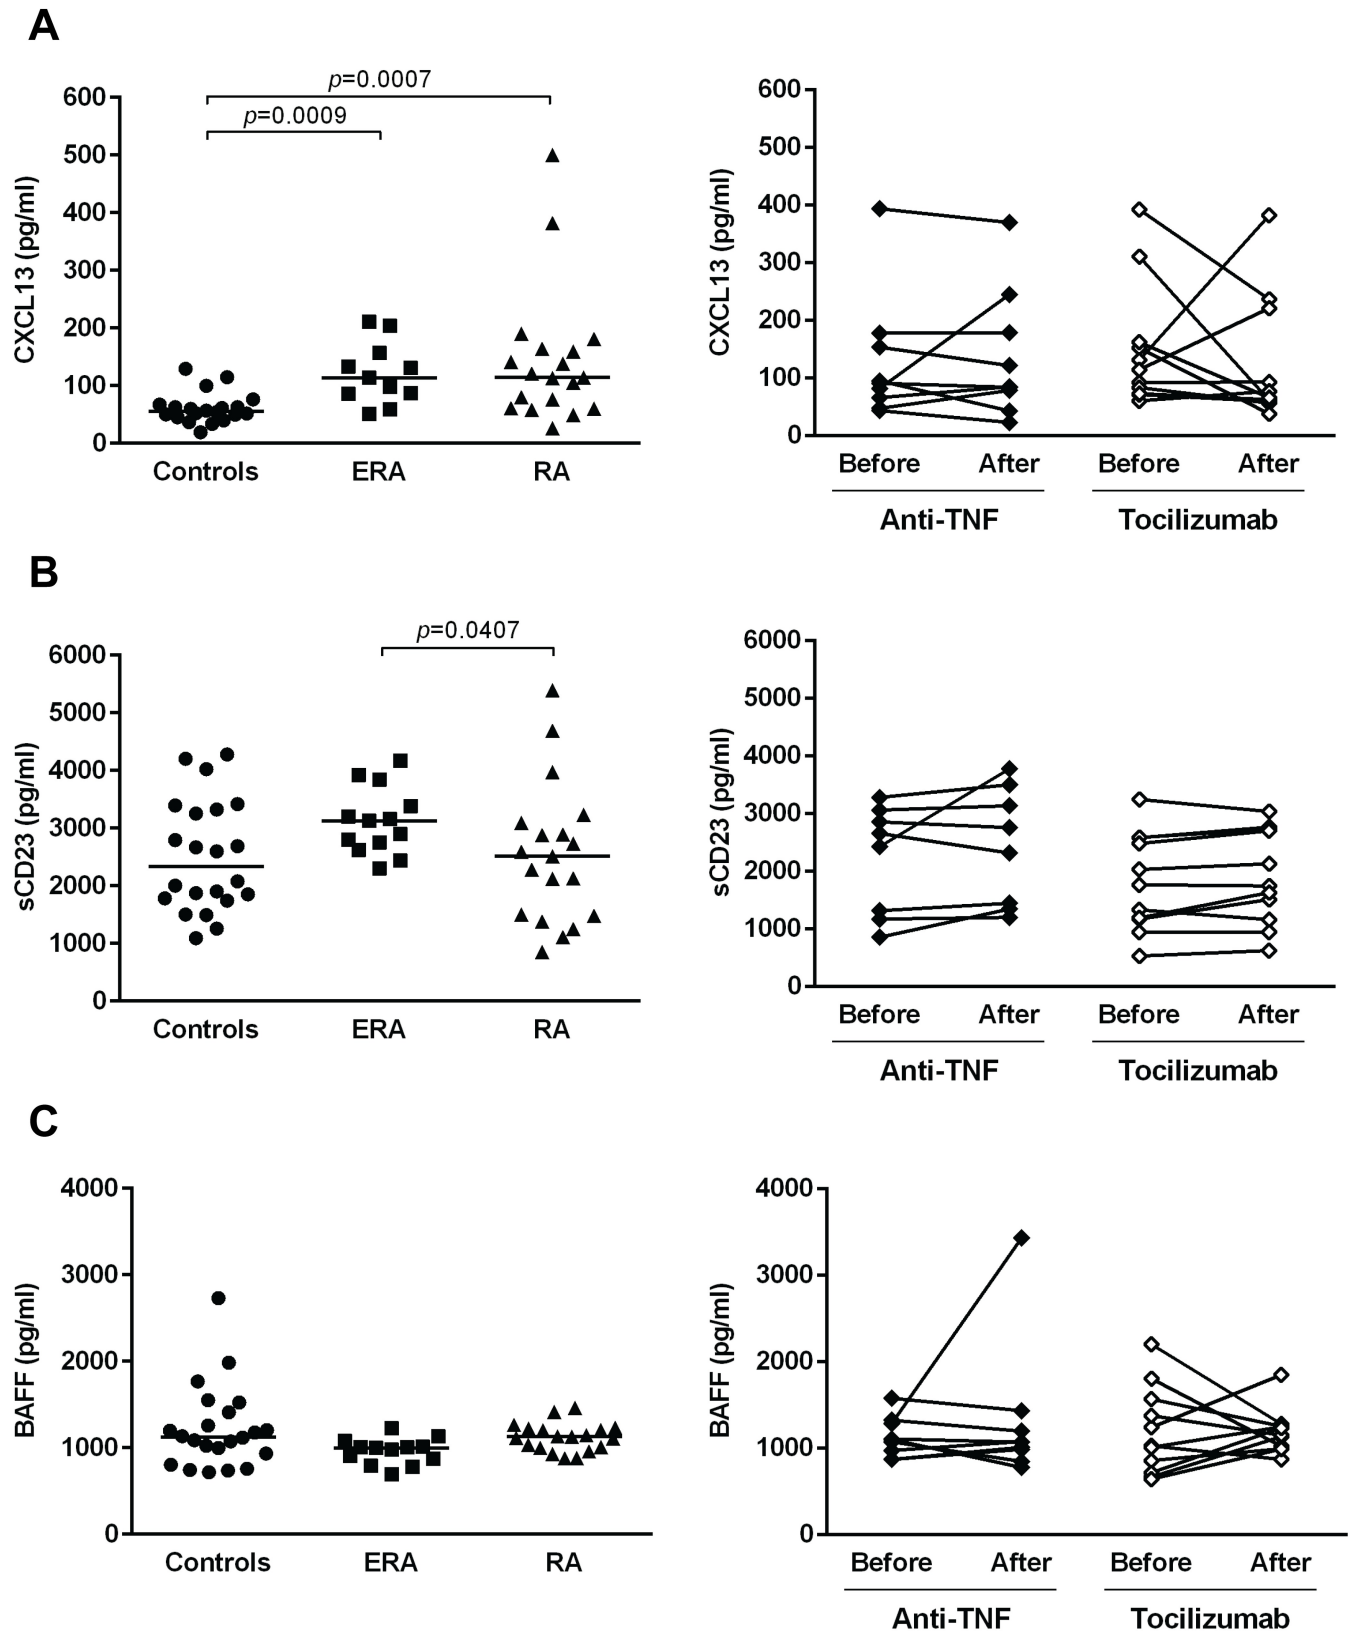 A
p=0.0007
p=0.0009
600
500
400
300
200
100
0
CXCL13 (pg/ml)
Controls ERA RA
600
500
400
300
200
100
0
CXCL13 (pg/ml)
Before After Before After
Anti-TNF Tocilizumab
B
p=0.0407
6000
5000
4000
3000
2000
1000
0
sCD23 (pg/ml)
Controls ERA RA
6000
5000
4000
3000
2000
1000
0
sCD23 (pg/ml)
Before After Before After
Anti-TNF Tocilizumab
C
4000
3000
2000
1000
0
BAFF (pg/ml)
Controls ERA RA
4000
3000
2000
1000
0
BAFF (pg/ml)
Before After Before After
Anti-TNF Tocilizumab